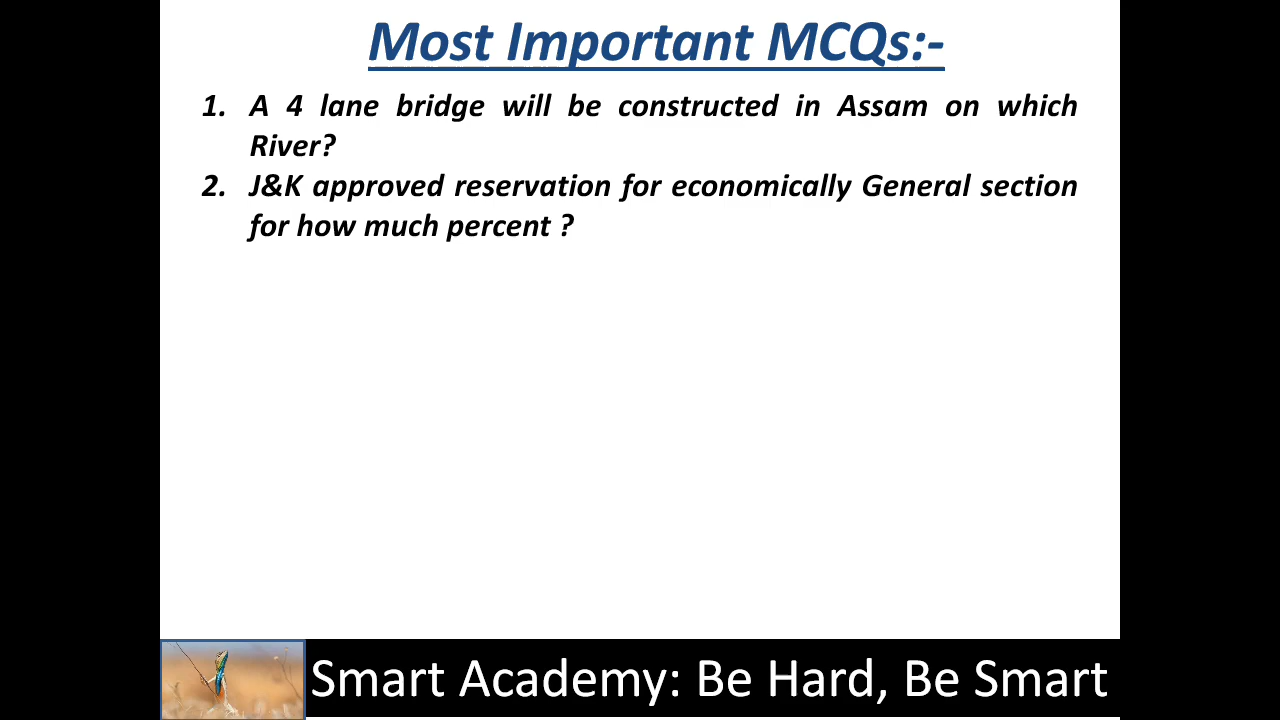 Most Important MCQs:-
1. A 4 lane bridge will be constructed in Assam on which
River?
2. J&K approved reservation for economically General section
for how much percent ?
Smart Academy: Be Hard, Be Smart